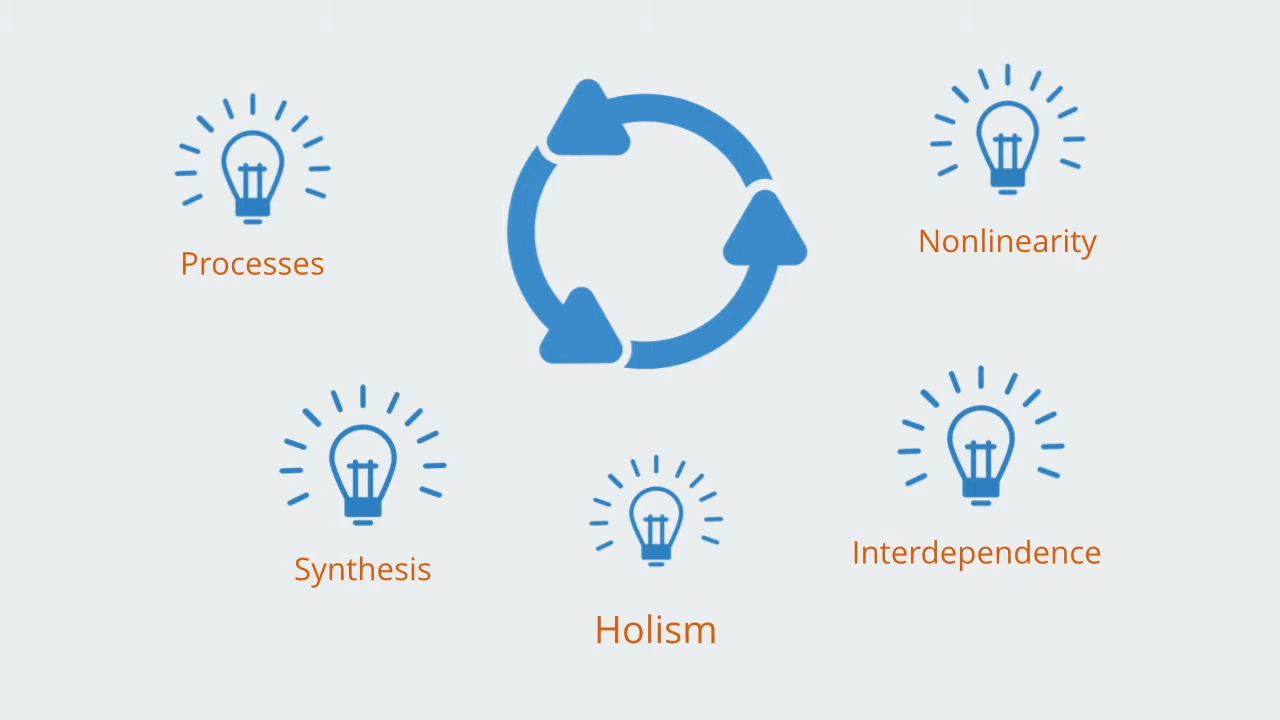 Processes
Nonlinearity
Synthesis
Interdependence
Holism